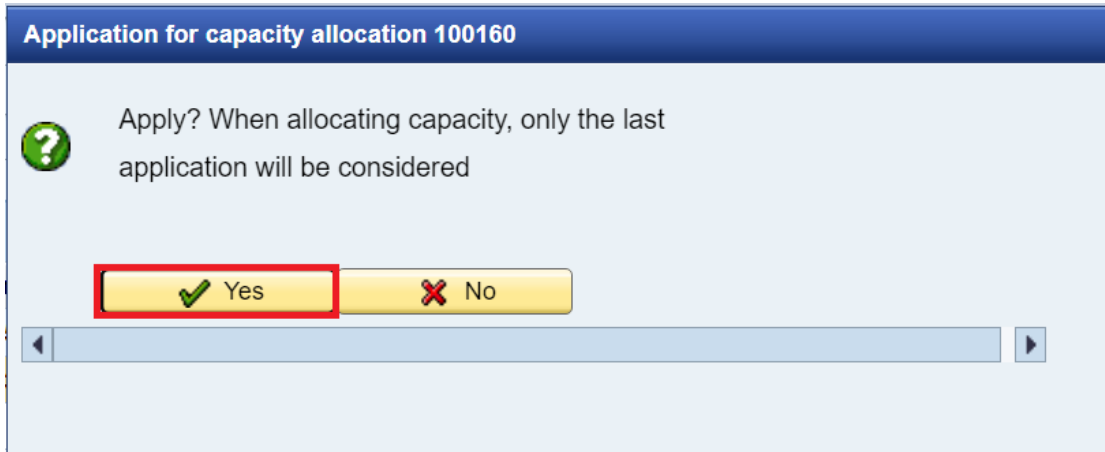 Application for capacity allocation 100160
Apply? When allocating capacity, only the last
application will be considered
Yes
No